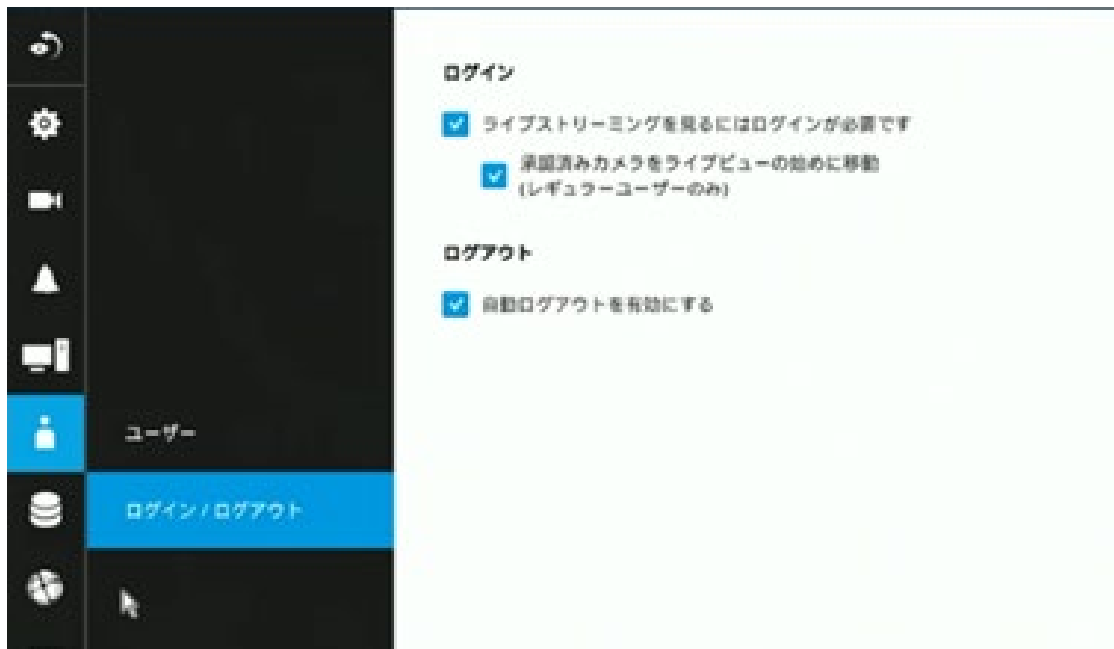 ログイン
ライブストリーミングを見るにはログインが必要です
承認済みカメラをライブビューの始めに移動
(レギュラーユーザーのみ)
ログアウト
自動ログアウトを有効にする
ユーザー
ログイン / ログアウト